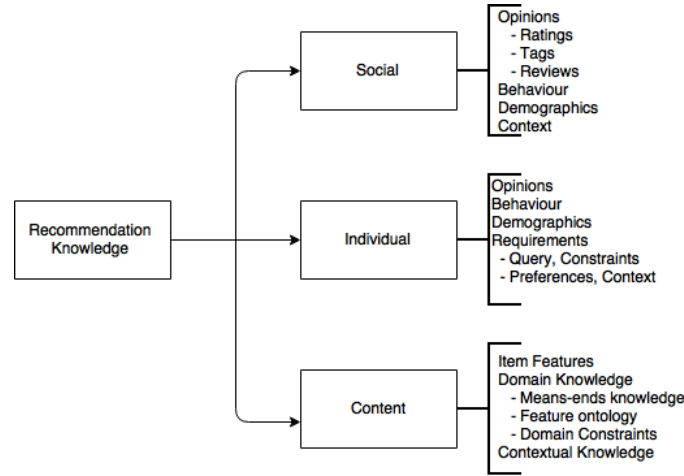 Recommendation
Knowledge
Social
Opinions
- Ratings
- Tags
- Reviews
Behaviour
Demographics
Context
Individual
Opinions
Behaviour
Demographics
Requirements
- Query, Constraints
- Preferences, Context
Content
Item Features
Domain Knowledge
- Means-ends knowledge
- Feature ontology
- Domain Constraints
Contextual Knowledge